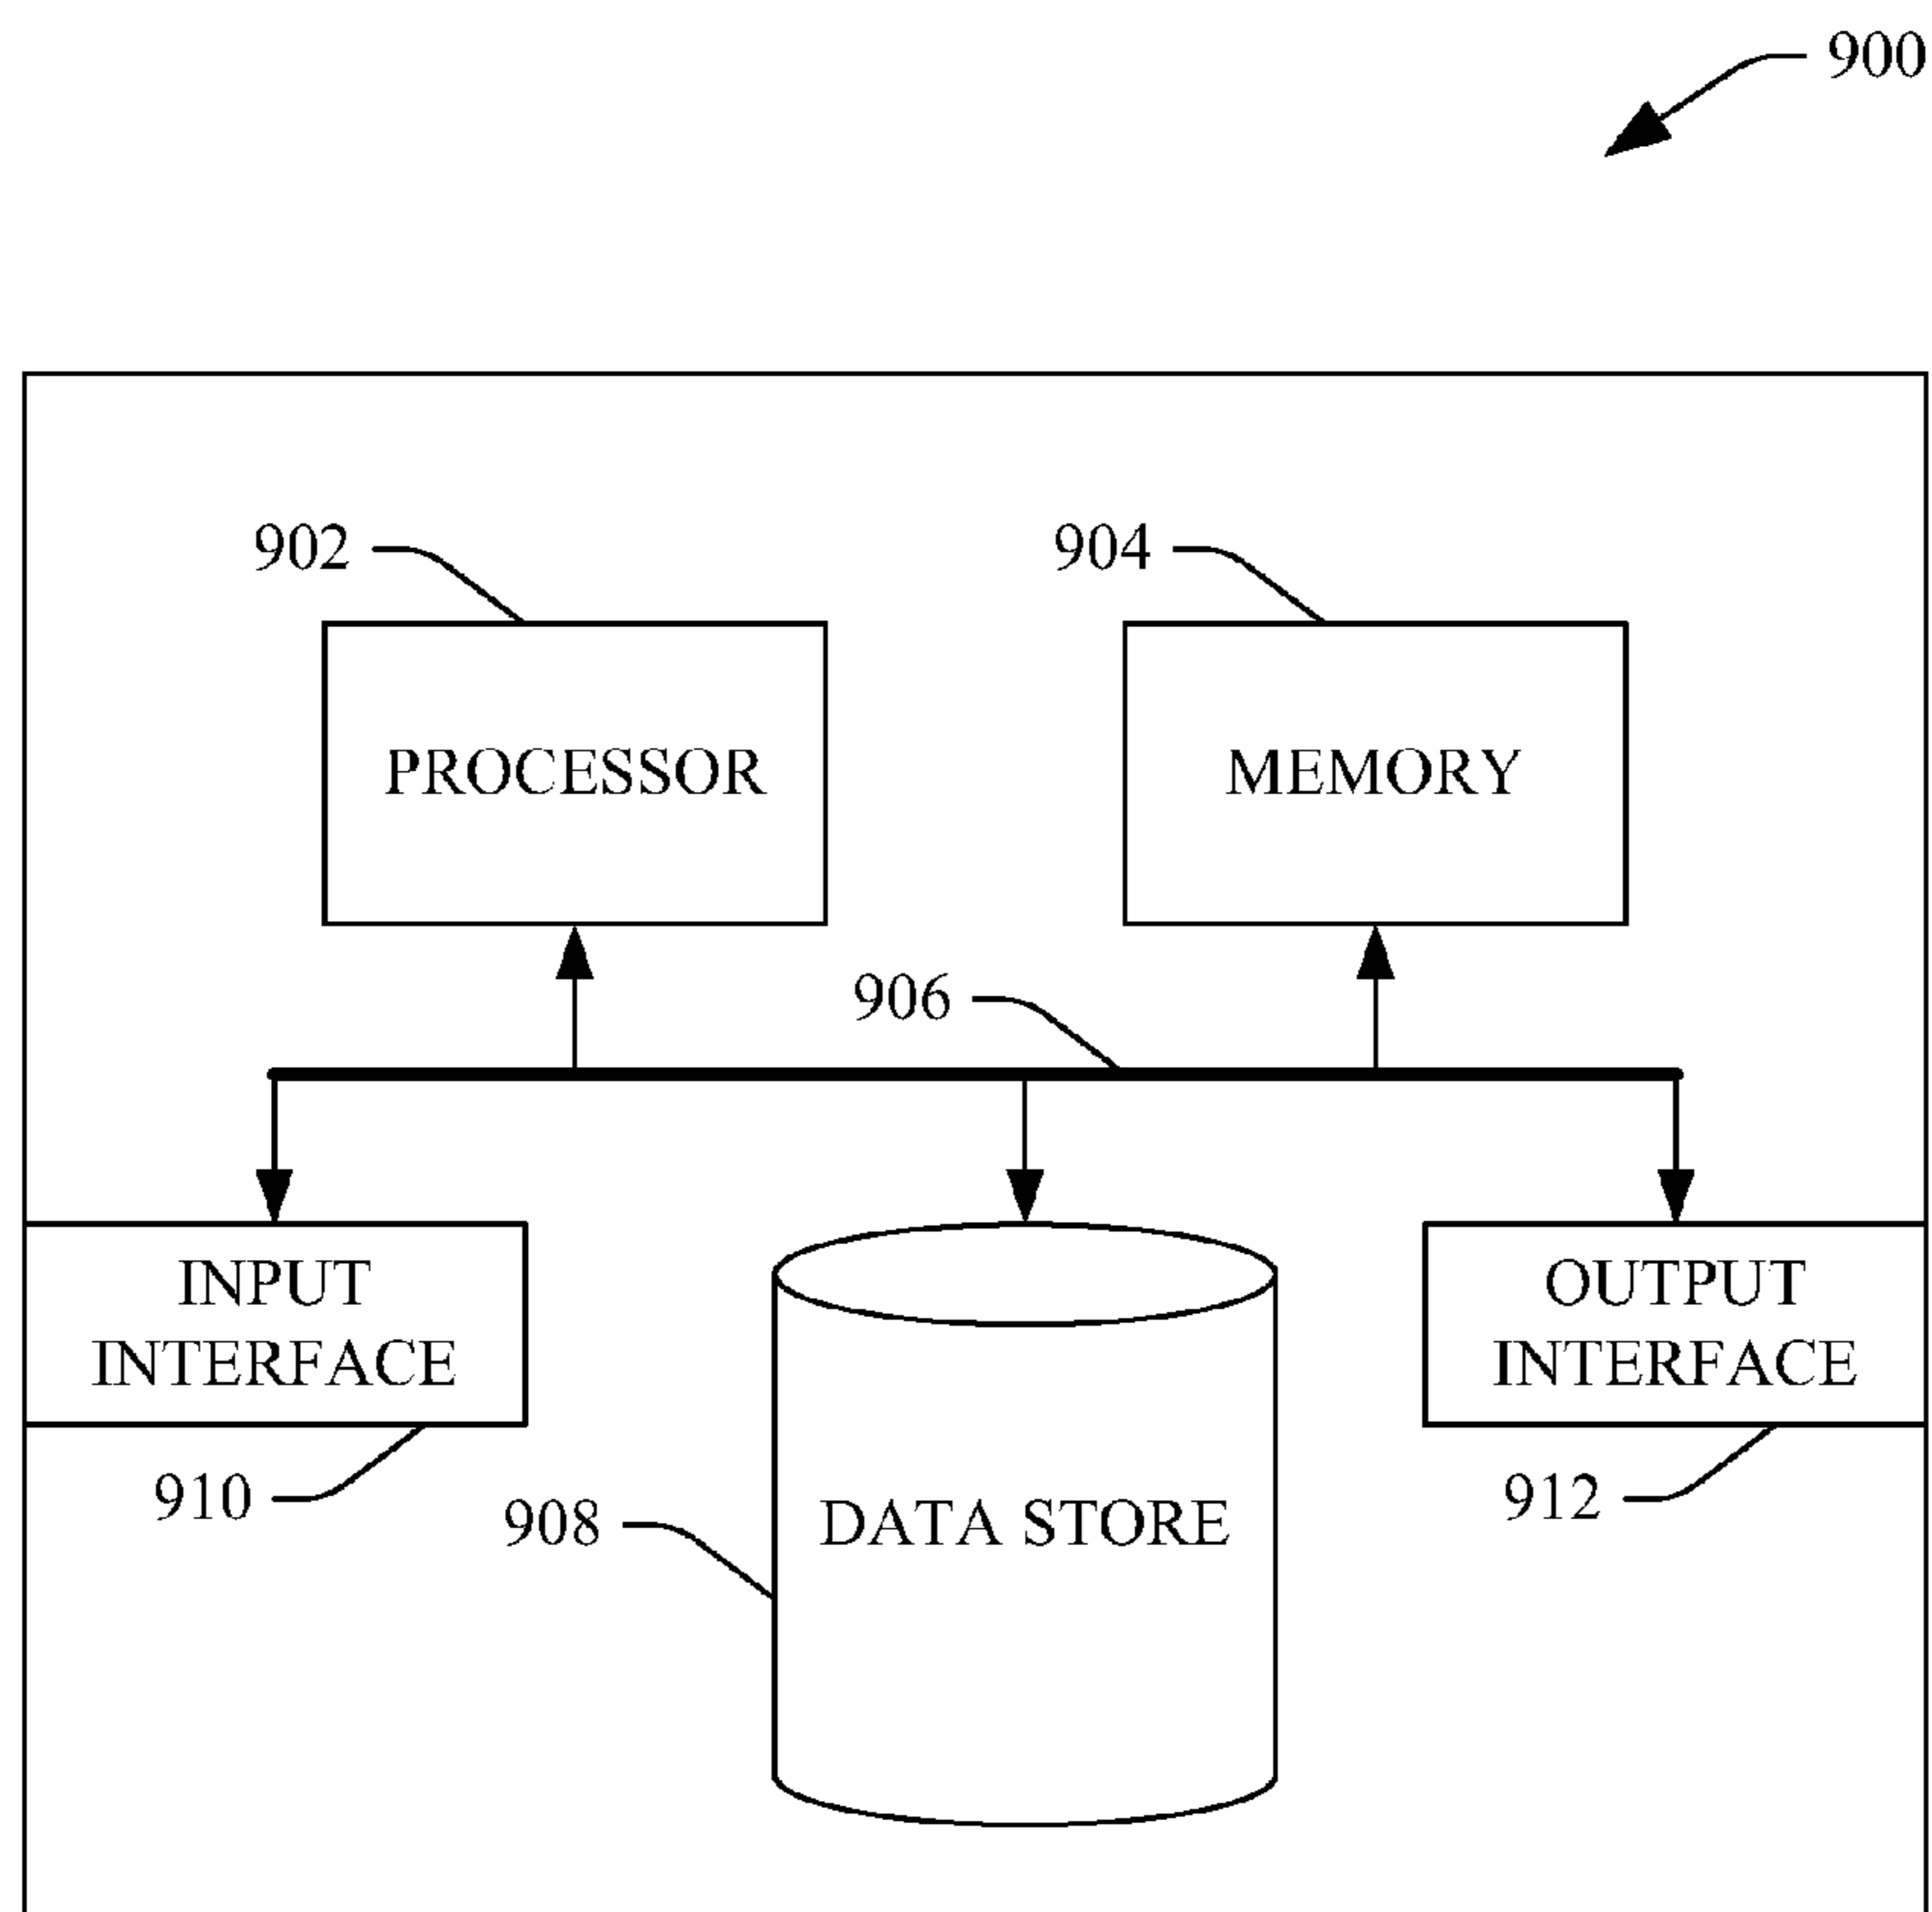 900
902
904
PROCESSOR
MEMORY
906
INPUT
INTERFACE
OUTPUT
INTERFACE
910
908
DATA STORE
912